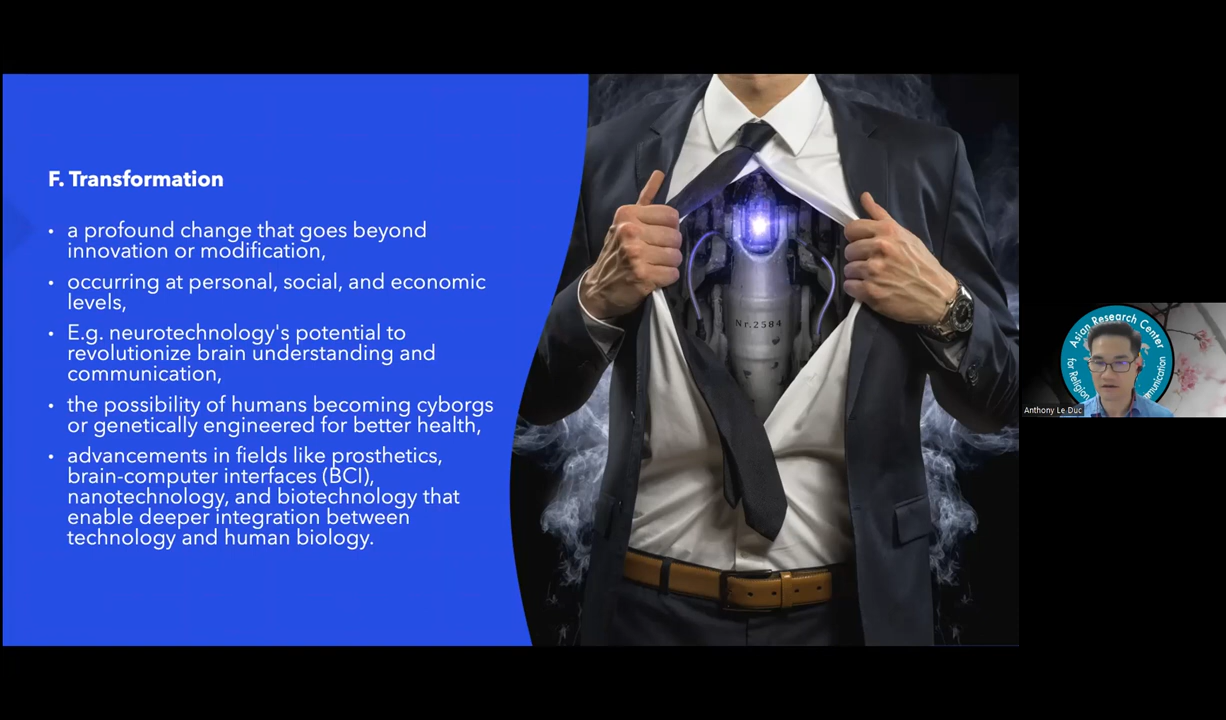 F. Transformation
• a profound change that goes beyond
innovation or modification,
• occurring at personal, social, and economic
levels,
• E.g. neurotechnology's potential to
revolutionize brain understanding and
communication,
• the possibility of humans becoming cyborgs
or genetically engineered for better health,
• advancements in fields like prosthetics,
brain-computer interfaces (BCI),
nanotechnology, and biotechnology that
enable deeper integration between
technology and human biology.
Nr.2584
Asian Research Center
for Religion
Anthony Le Duc